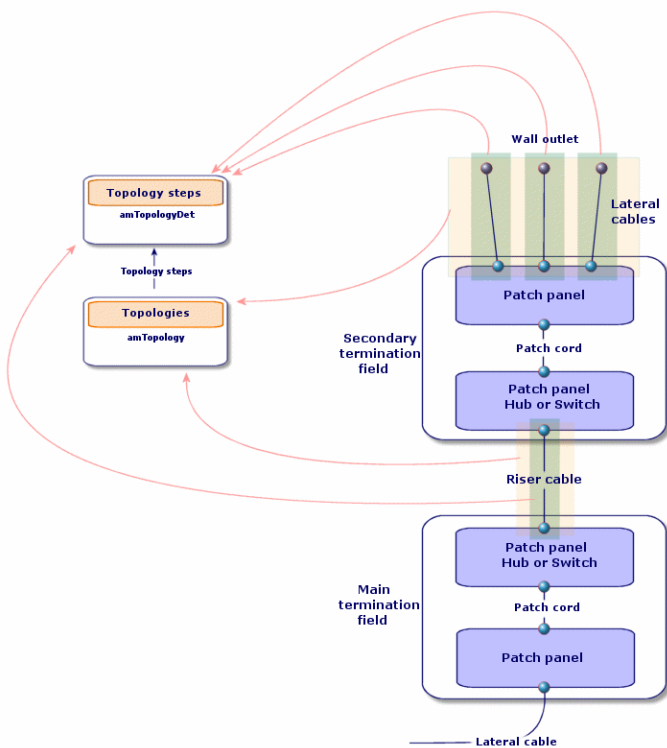 Wall outlet
Topology steps
amTopologyDet
Lateral
cables
Topology steps
Topologies
amTopology
Patch panel
Secondary
termination
field
Patch cord
Patch panel
Hub or Switch
Riser cable
Patch panel
Hub or Switch
Main
termination
field
Patch cord
Patch panel
Lateral cable